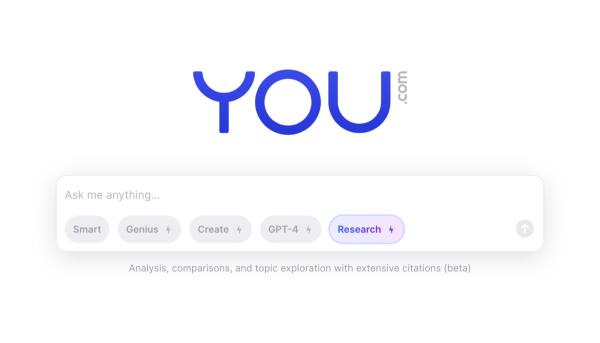 YOU.com
Ask me anything...
Smart Genius Create GPT-4 Research
Analysis, comparisons, and topic exploration with extensive citations (beta)